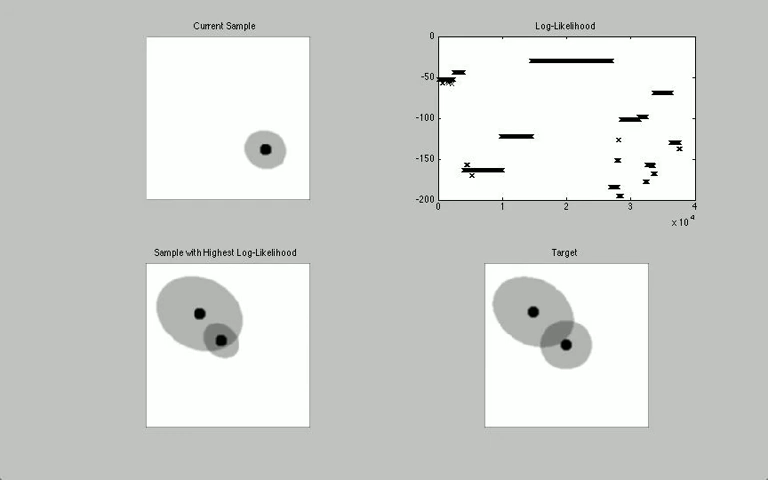 Current Sample
Log-Likelihood
0
-50
-100
-150
-200
0 1 2 3 4
x 10^4
Sample with Highest Log-Likelihood
Target